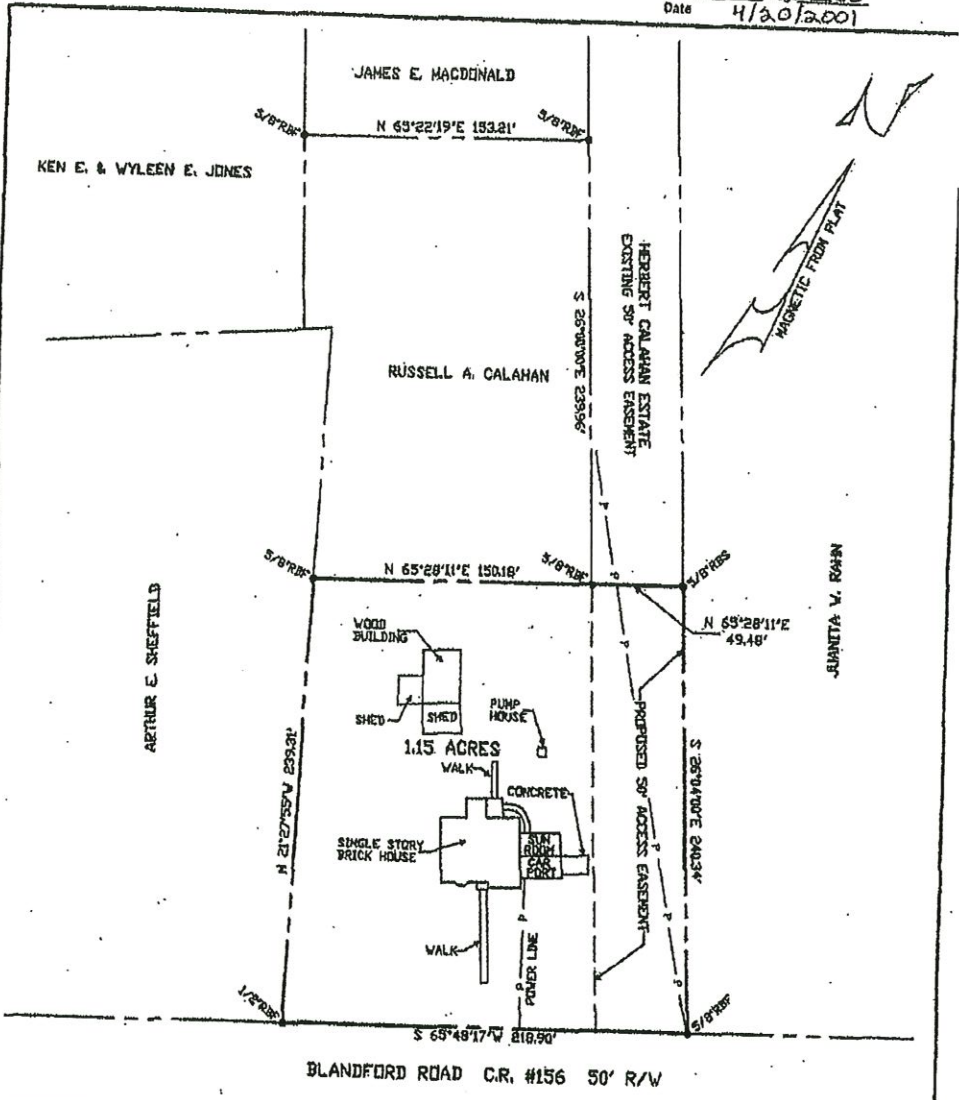 Date 4/20/2001
JAMES E. MACDONALD
5/8"RBF
N 65°22'19"E 153.21'
5/8"RBF
KEN E. & WYLEEN E. JONES
MAGNETIC FROM PLAT
HERBERT CALAHAN ESTATE
EXISTING 50' ACCESS EASEMENT
S 26°00'00"E 239.96'
RUSSELL A. CALAHAN
5/8"RBF
N 65°28'11"E 150.18'
5/8"RBF
P
5/8"RBS
N 65°28'11"E
49.48'
ARTHUR E. SHEFFIELD
JUANITA W. RAHN
WOOD
BUILDING
SHED
SHED
PUMP
HOUSE
1.15 ACRES
WALK
CONCRETE
SINGLE STORY
BRICK HOUSE
SUN
ROOM
CAR
PORT
PROPOSED 50' ACCESS EASEMENT
S 26°04'00"E 240.34'
N 21°27'55"W 239.31'
WALK
P
POWER LINE
P
P
P
P
P
1/2"RBF
5/8"RBF
S 65°48'17"W 218.90'
BLANDFORD ROAD C.R. #156 50' R/W